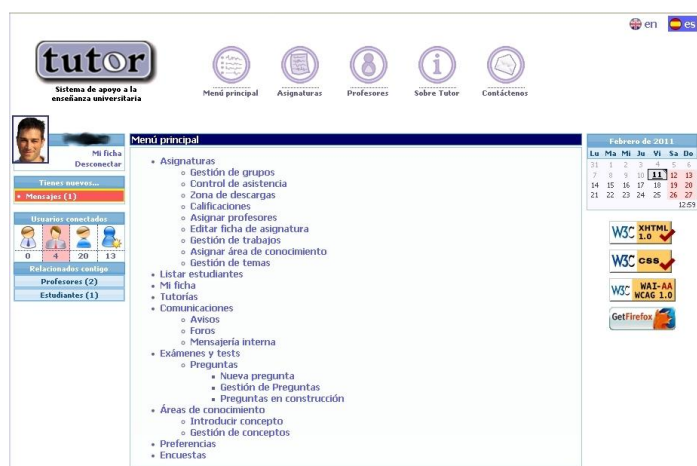 en
es
tutor
Sistema de apoyo a la
enseñanza universitaria
Menú principal
Asignaturas
Profesores
Sobre Tutor
Contáctenos
Mi ficha
Desconectar
Tienes nuevos...
Mensajes (1)
Usuarios conectados
0 4 20 13
Relacionados contigo
Profesores (2)
Estudiantes (1)
Menú principal
Asignaturas
Gestión de grupos
Control de asistencia
Zona de descargas
Calificaciones
Asignar profesores
Editar ficha de asignatura
Gestión de trabajos
Asignar área de conocimiento
Gestión de temas
Listar estudiantes
Mi ficha
Tutorías
Comunicaciones
Avisos
Foros
Mensajería interna
Exámenes y tests
Preguntas
Nueva pregunta
Gestión de Preguntas
Preguntas en construcción
Áreas de conocimiento
Introducir concepto
Gestión de conceptos
Preferencias
Encuestas
Febrero de 2011
Lu Ma Mi Ju Vi Sa Do
31 1 2 3 4 5 6
7 8 9 10 11 12 13
14 15 16 17 18 19 20
21 22 23 24 25 26 27
12:59
W3C XHTML 1.0
W3C css
W3C WAI-AA WCAG 1.0
GetFirefox